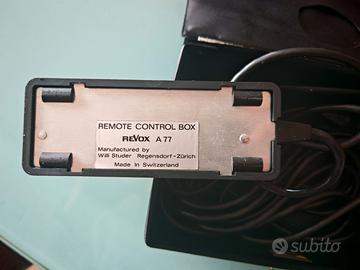 REMOTE CONTROL BOX
REVOX A 77
Manufactured by
Willi Studer Regensdorf-Zürich
Made in Switzerland
subito